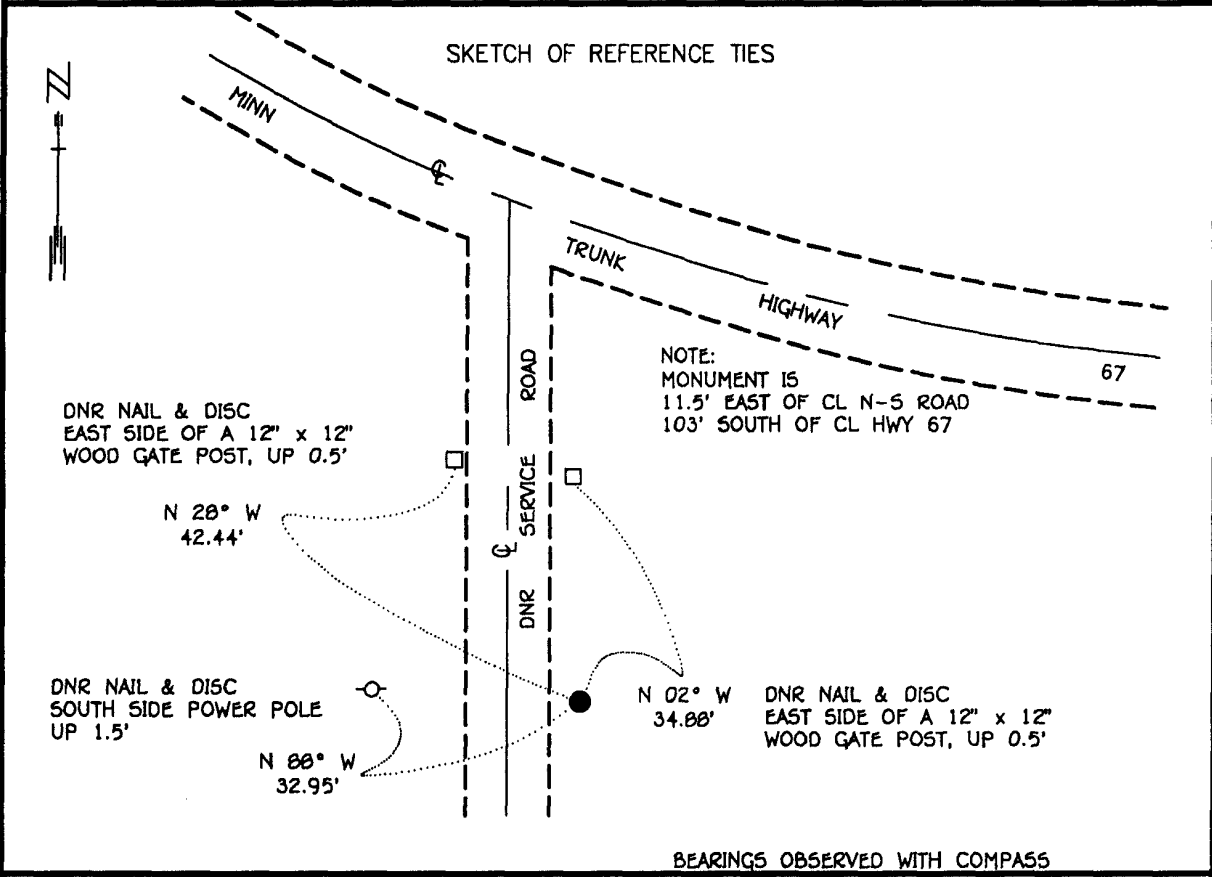 SKETCH OF REFERENCE TIES
N
MINN
℄
TRUNK
HIGHWAY
67
NOTE:
MONUMENT IS
11.5' EAST OF CL N-S ROAD
103' SOUTH OF CL HWY 67
DNR NAIL & DISC
EAST SIDE OF A 12" x 12"
WOOD GATE POST, UP 0.5'
N 28° W
42.44'
DNR SERVICE ROAD
℄
DNR NAIL & DISC
SOUTH SIDE POWER POLE
UP 1.5'
N 88° W
32.95'
N 02° W
34.88'
DNR NAIL & DISC
EAST SIDE OF A 12" x 12"
WOOD GATE POST, UP 0.5'
BEARINGS OBSERVED WITH COMPASS